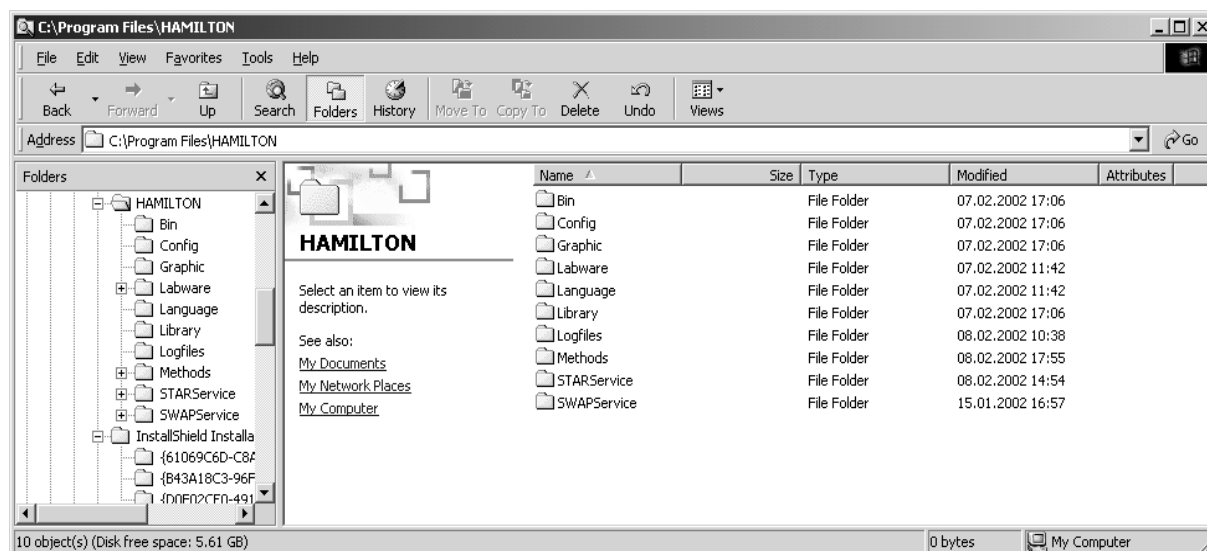 C:\Program Files\HAMILTON
File Edit View Favorites Tools Help
Back Forward Up Search Folders History Move To Copy To Delete Undo Views
Address C:\Program Files\HAMILTON Go
Folders
HAMILTON
Bin
Config
Graphic
Labware
Language
Library
Logfiles
Methods
STARService
SWAPService
InstallShield Installa
{61069C6D-C8A
{B43A18C3-96F
{D0F02CF0-491
HAMILTON
Select an item to view its
description.
See also:
My Documents
My Network Places
My Computer
Name Size Type Modified Attributes
Bin File Folder 07.02.2002 17:06
Config File Folder 07.02.2002 17:06
Graphic File Folder 07.02.2002 17:06
Labware File Folder 07.02.2002 11:42
Language File Folder 07.02.2002 11:42
Library File Folder 07.02.2002 17:06
Logfiles File Folder 08.02.2002 10:38
Methods File Folder 08.02.2002 17:55
STARService File Folder 08.02.2002 14:54
SWAPService File Folder 15.01.2002 16:57
10 object(s) (Disk free space: 5.61 GB) 0 bytes My Computer